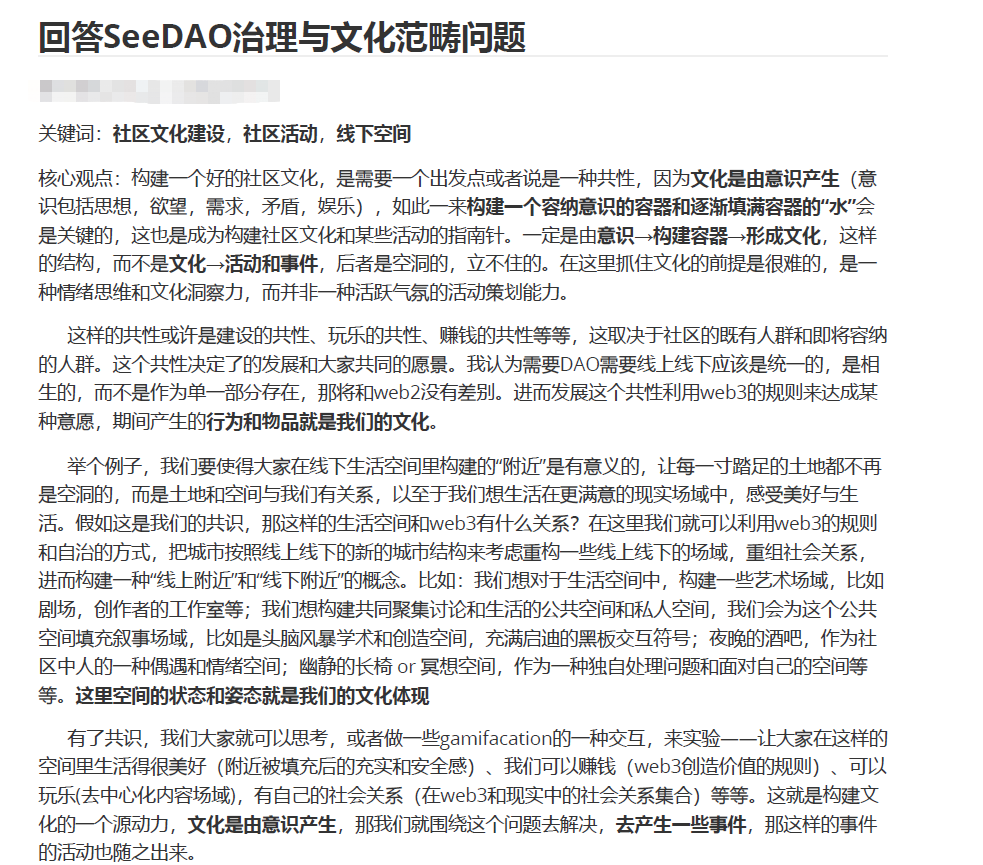 回答SeeDAO治理与文化范畴问题
关键词：社区文化建设，社区活动，线下空间
核心观点：构建一个好的社区文化，是需要一个出发点或者说是一种共性，因为文化是由意识产生（意
识包括思想，欲望，需求，矛盾，娱乐），如此一来构建一个容纳意识的容器和逐渐填满容器的“水”会
是关键的，这也是成为构建社区文化和某些活动的指南针。一定是由意识→构建容器→形成文化，这样
的结构，而不是文化→活动和事件，后者是空洞的，立不住的。在这里抓住文化的前提是很难的，是一
种情绪思维和文化洞察力，而并非一种活跃气氛的活动策划能力。
这样的共性或许是建设的共性、玩乐的共性、赚钱的共性等等，这取决于社区的既有人群和即将容纳
的人群。这个共性决定了的发展和大家共同的愿景。我认为需要DAO需要线上线下应该是统一的，是相
生的，而不是作为单一部分存在，那将和web2没有差别。进而发展这个共性利用web3的规则来达成某
种意愿，期间产生的行为和物品就是我们的文化。
举个例子，我们要使得大家在线下生活空间里构建的“附近”是有意义的，让每一寸踏足的土地都不再
是空洞的，而是土地和空间与我们有关系，以至于我们想生活在更满意的现实场域中，感受美好与生
活。假如这是我们的共识，那这样的生活空间和web3有什么关系？在这里我们就可以利用web3的规则
和自治的方式，把城市按照线上线下的新的城市结构来考虑重构一些线上线下的场域，重组社会关系，
进而构建一种“线上附近”和“线下附近”的概念。比如：我们想对于生活空间中，构建一些艺术场域，比如
剧场，创作者的工作室等；我们想构建共同聚集讨论和生活的公共空间和私人空间，我们会为这个公共
空间填充叙事场域，比如是头脑风暴学术和创造空间，充满启迪的黑板交互符号；夜晚的酒吧，作为社
区中人的一种偶遇和情绪空间；幽静的长椅 or 冥想空间，作为一种独自处理问题和面对自己的空间等
等。这里空间的状态和姿态就是我们的文化体现
有了共识，我们大家就可以思考，或者做一些gamifacation的一种交互，来实验——让大家在这样的
空间里生活得很美好（附近被填充后的充实和安全感）、我们可以赚钱（web3创造价值的规则）、可以
玩乐(去中心化内容场域)，有自己的社会关系（在web3和现实中的社会关系集合）等等。这就是构建文
化的一个源动力，文化是由意识产生，那我们就围绕这个问题去解决，去产生一些事件，那这样的事件
的活动也随之出来。